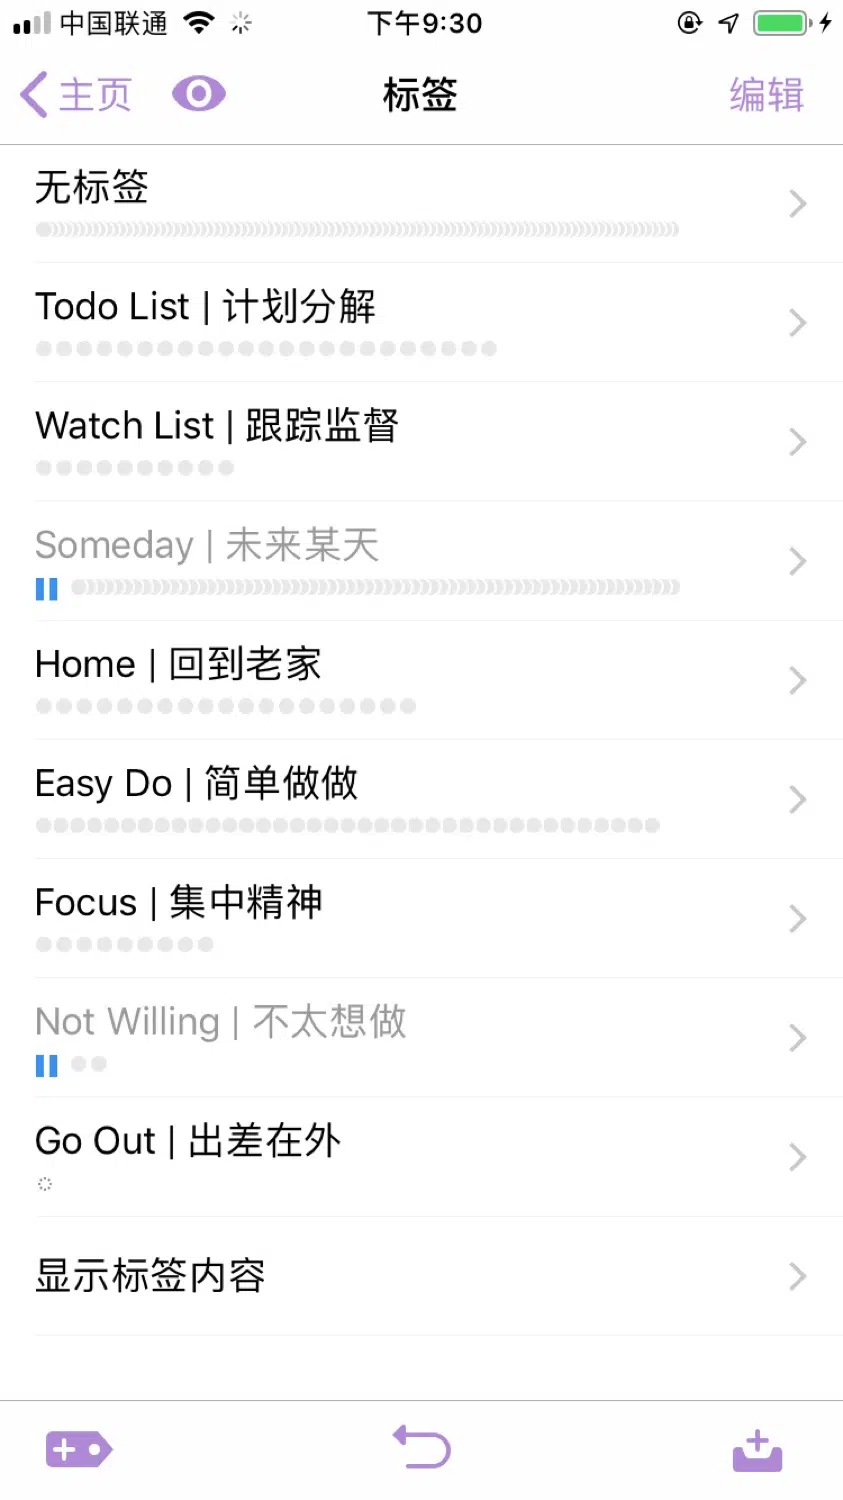 中国联通 下午9:30
主页 标签 编辑
无标签
Todo List | 计划分解
Watch List | 跟踪监督
Someday | 未来某天
Home | 回到老家
Easy Do | 简单做做
Focus | 集中精神
Not Willing | 不太想做
Go Out | 出差在外
显示标签内容